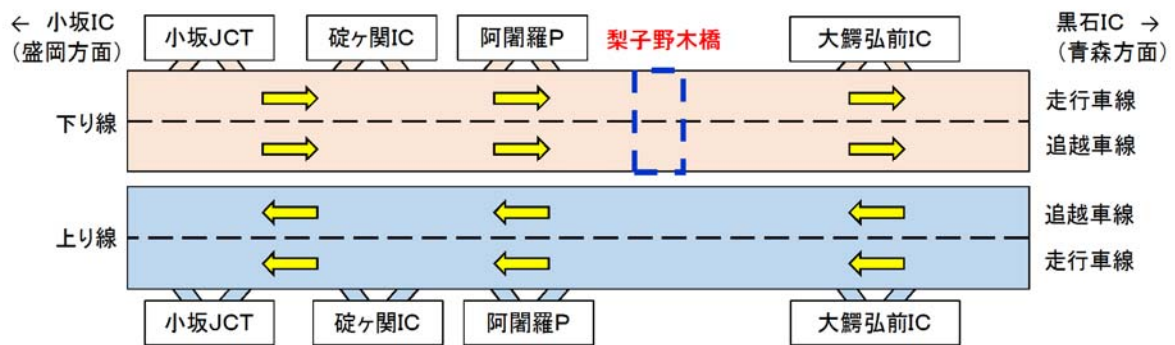 ← 小坂IC
（盛岡方面）
小坂JCT
碇ヶ関IC
阿闍羅P
梨子野木橋
大鰐弘前IC
黒石IC →
（青森方面）
下り線
走行車線
追越車線
上り線
追越車線
走行車線
小坂JCT
碇ヶ関IC
阿闍羅P
大鰐弘前IC